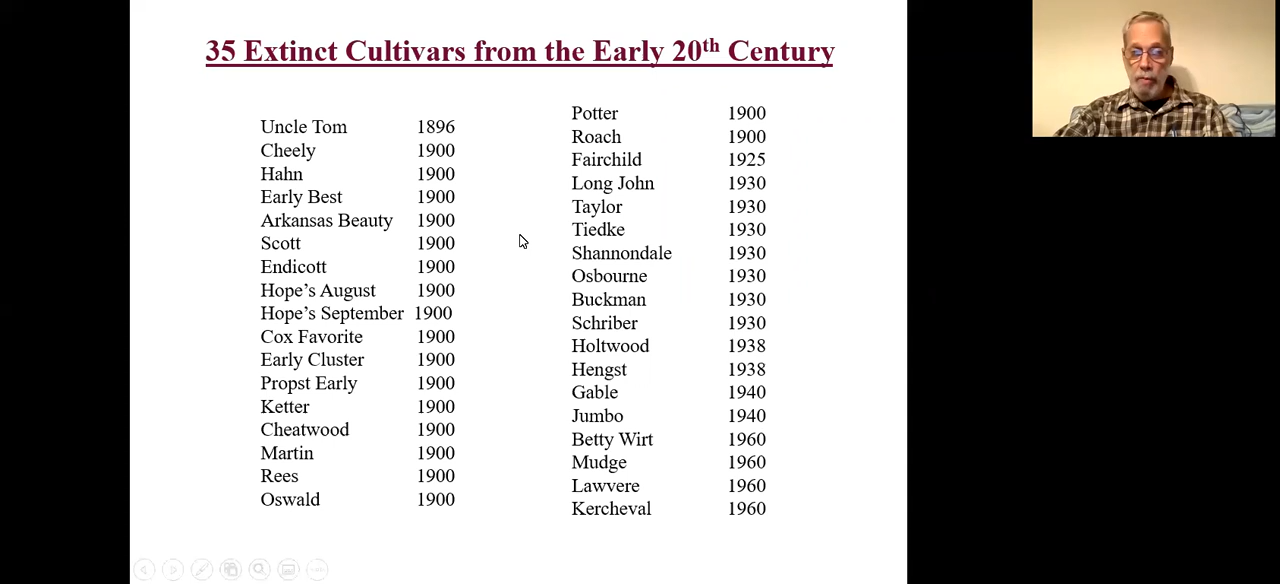 35 Extinct Cultivars from the Early 20th Century
Uncle Tom 1896
Cheely 1900
Hahn 1900
Early Best 1900
Arkansas Beauty 1900
Scott 1900
Endicott 1900
Hope's August 1900
Hope's September 1900
Cox Favorite 1900
Early Cluster 1900
Propst Early 1900
Ketter 1900
Cheatwood 1900
Martin 1900
Rees 1900
Oswald 1900
Potter 1900
Roach 1900
Fairchild 1925
Long John 1930
Taylor 1930
Tiedke 1930
Shannondale 1930
Osbourne 1930
Buckman 1930
Schriber 1930
Holtwood 1938
Hengst 1938
Gable 1940
Jumbo 1940
Betty Wirt 1960
Mudge 1960
Lawvere 1960
Kercheval 1960